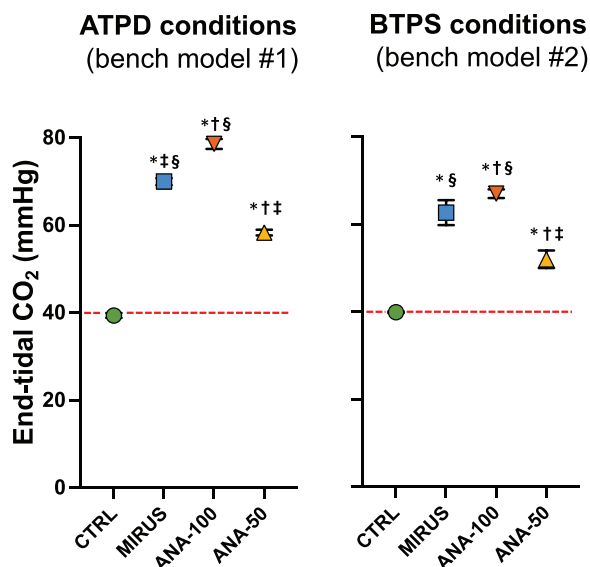 ATPD conditions
(bench model #1)
BTPS conditions
(bench model #2)
End-tidal CO2 (mmHg)
80
60
40
20
0
*‡§
*†§
*†‡
*§
*†§
*†‡
CTRL
MIRUS
ANA-100
ANA-50
CTRL
MIRUS
ANA-100
ANA-50